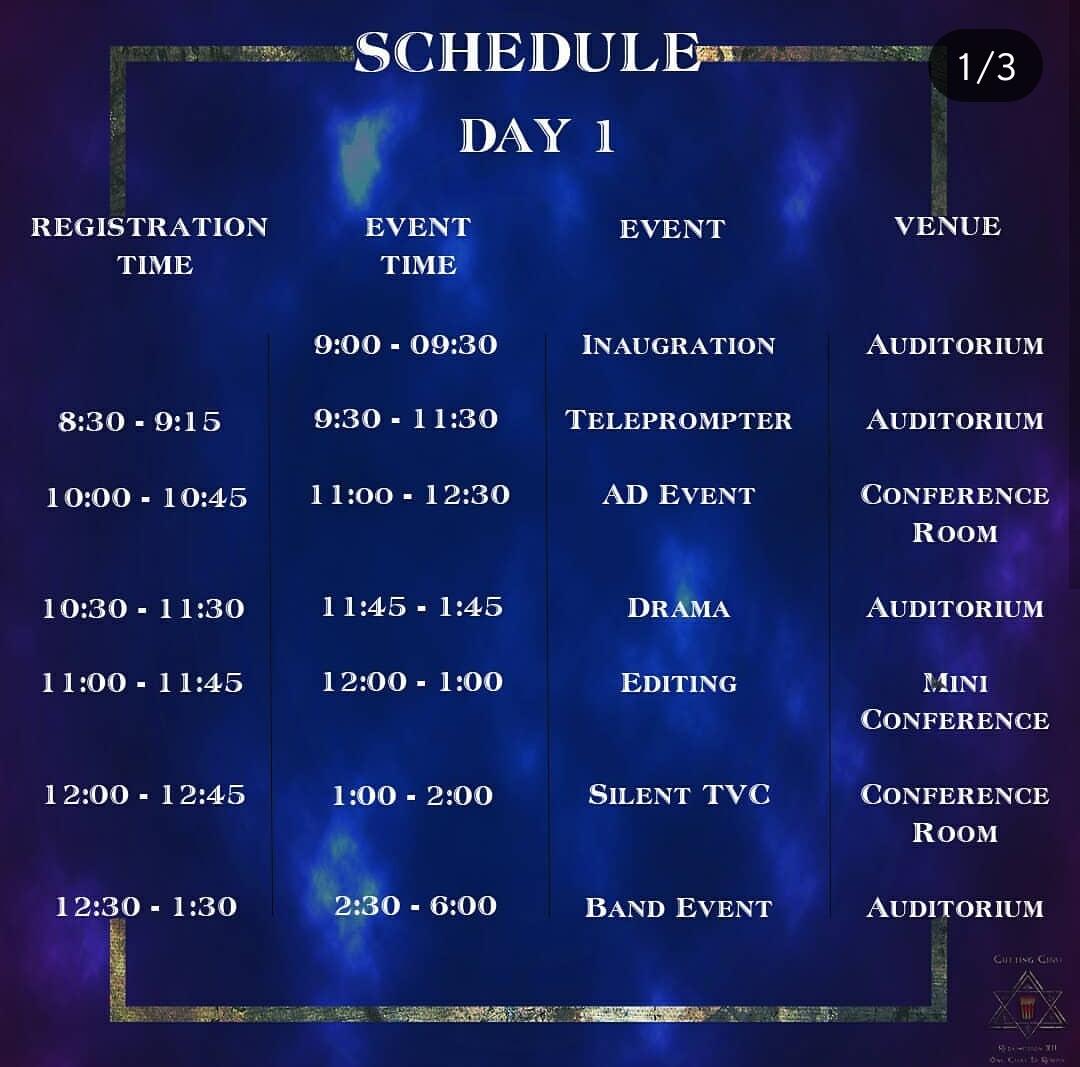 SCHEDULE
1/3
DAY 1
REGISTRATION TIME
EVENT TIME
EVENT
VENUE
9:00 - 09:30 INAUGRATION AUDITORIUM
8:30 - 9:15 9:30 - 11:30 TELEPROMPTER AUDITORIUM
10:00 - 10:45 11:00 - 12:30 AD EVENT CONFERENCE ROOM
10:30 - 11:30 11:45 - 1:45 DRAMA AUDITORIUM
11:00 - 11:45 12:00 - 1:00 EDITING MINI CONFERENCE
12:00 - 12:45 1:00 - 2:00 SILENT TVC CONFERENCE ROOM
12:30 - 1:30 2:30 - 6:00 BAND EVENT AUDITORIUM
CUTTING CHAI